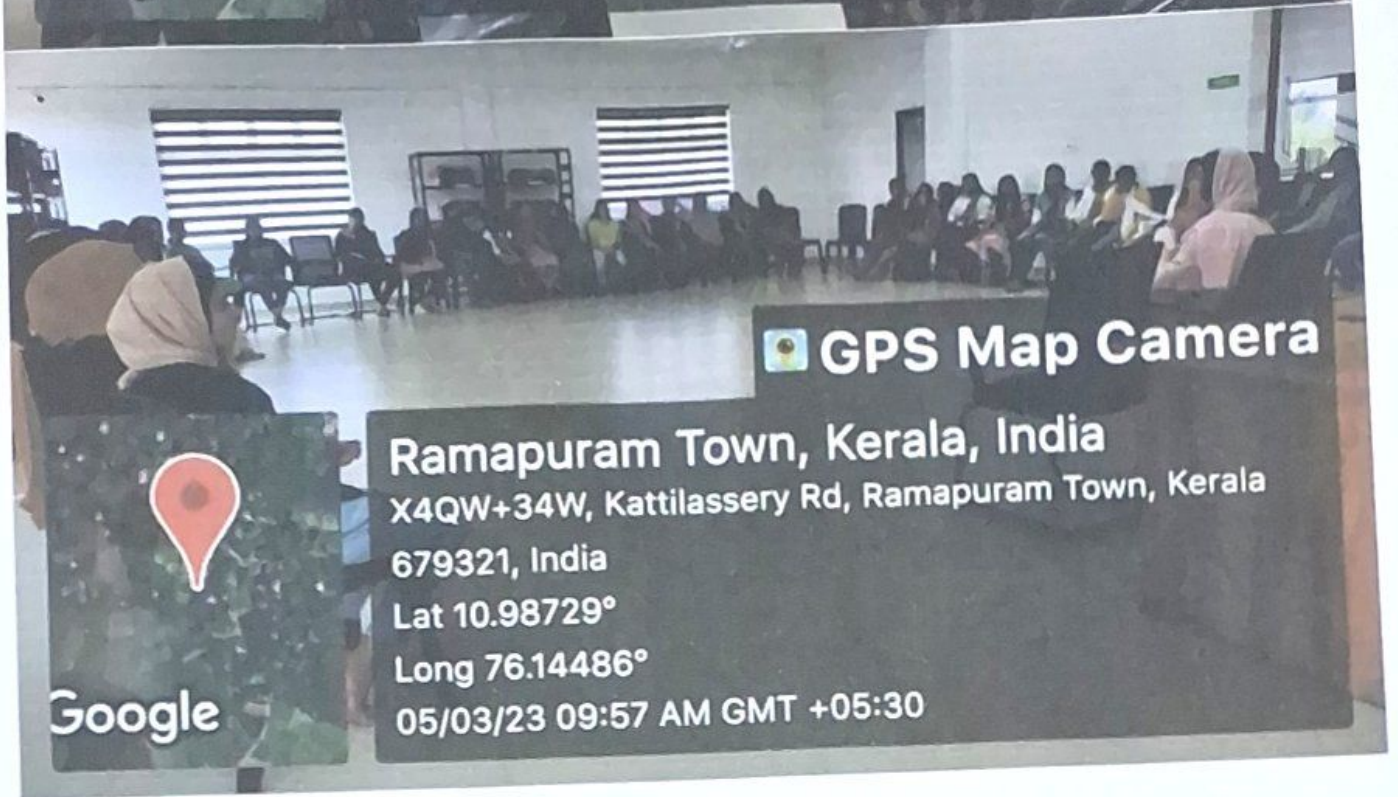 GPS Map Camera
Ramapuram Town, Kerala, India
X4QW+34W, Kattilassery Rd, Ramapuram Town, Kerala
679321, India
Lat 10.98729°
Long 76.14486°
05/03/23 09:57 AM GMT +05:30
Google